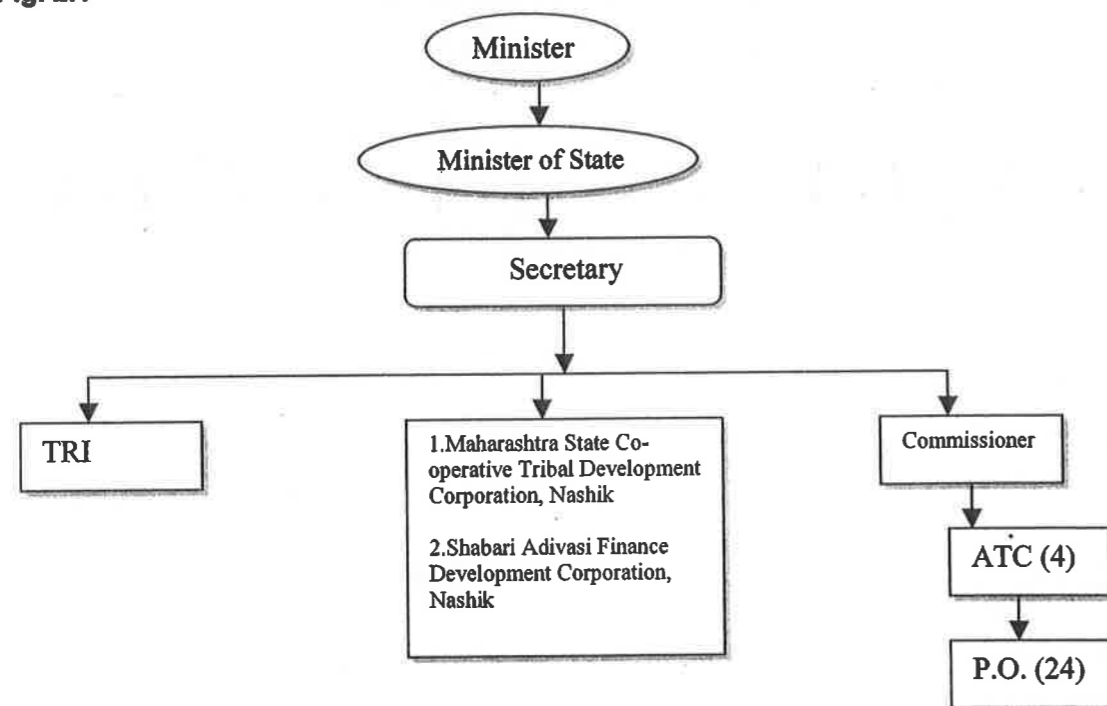 Minister
Minister of State
Secretary
TRI
1.Maharashtra State Co-
operative Tribal Development
Corporation, Nashik
2.Shabari Adivasi Finance
Development Corporation,
Nashik
Commissioner
ATC (4)
P.O. (24)